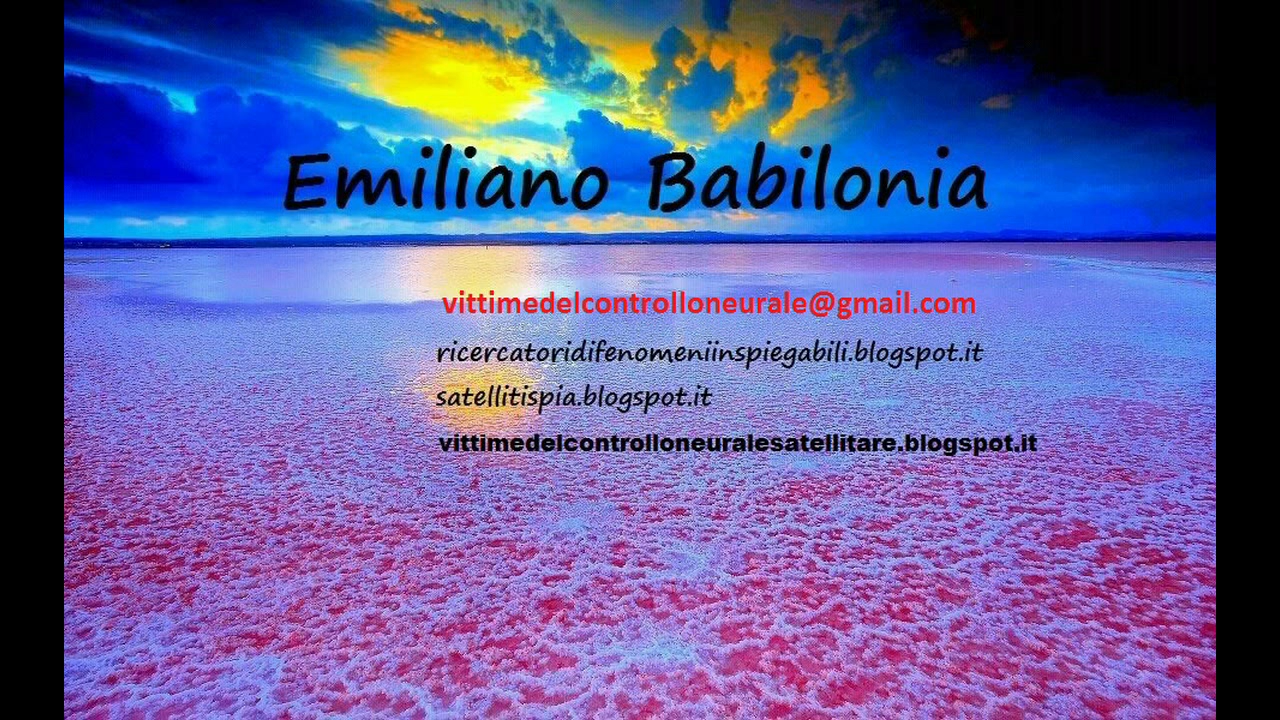 Emiliano Babilonia
vittimedelcontrolloneurale@gmail.com
ricercatoridifenomeniinspiegabili.blogspot.it
satellitispia.blogspot.it
vittimedelcontrolloneuralesatellitare.blogspot.it